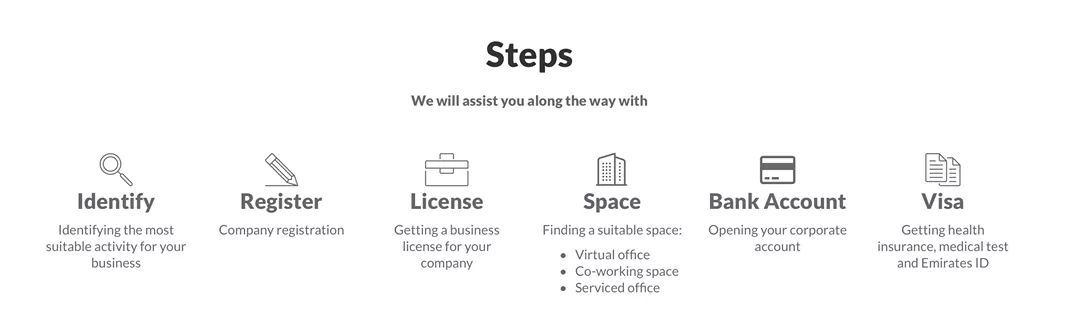 Steps
We will assist you along the way with
Identify
Identifying the most
suitable activity for your
business
Register
Company registration
License
Getting a business
license for your
company
Space
Finding a suitable space:
• Virtual office
• Co-working space
• Serviced office
Bank Account
Opening your corporate
account
Visa
Getting health
insurance, medical test
and Emirates ID